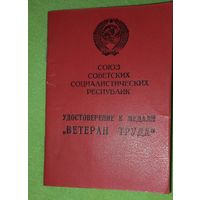 СОЮЗ
СОВЕТСКИХ
СОЦИАЛИСТИЧЕСКИХ
РЕСПУБЛИК
УДОСТОВЕРЕНИЕ К МЕДАЛИ
„ВЕТЕРАН ТРУДА"